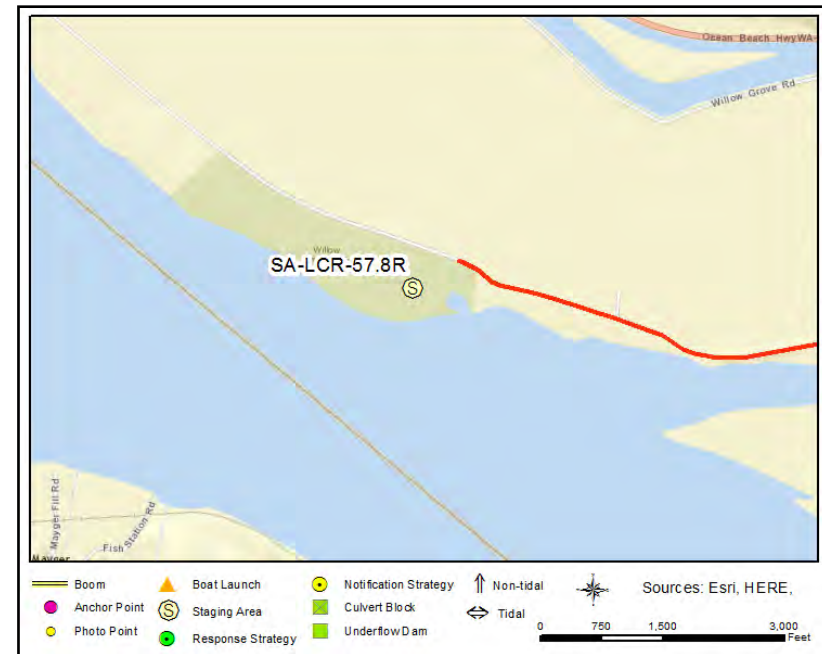 Ocean Beach Hwy WA-
Willow Grove Rd
Willow
SA-LCR-57.8R
S
Mayger Fill Rd
Fish Station Rd
Mayger
Boom
Boat Launch
Notification Strategy
Non-tidal
Sources: Esri, HERE,
Anchor Point
S
Staging Area
Culvert Block
Tidal
Photo Point
Response Strategy
Underflow Dam
0 750 1,500 3,000
Feet